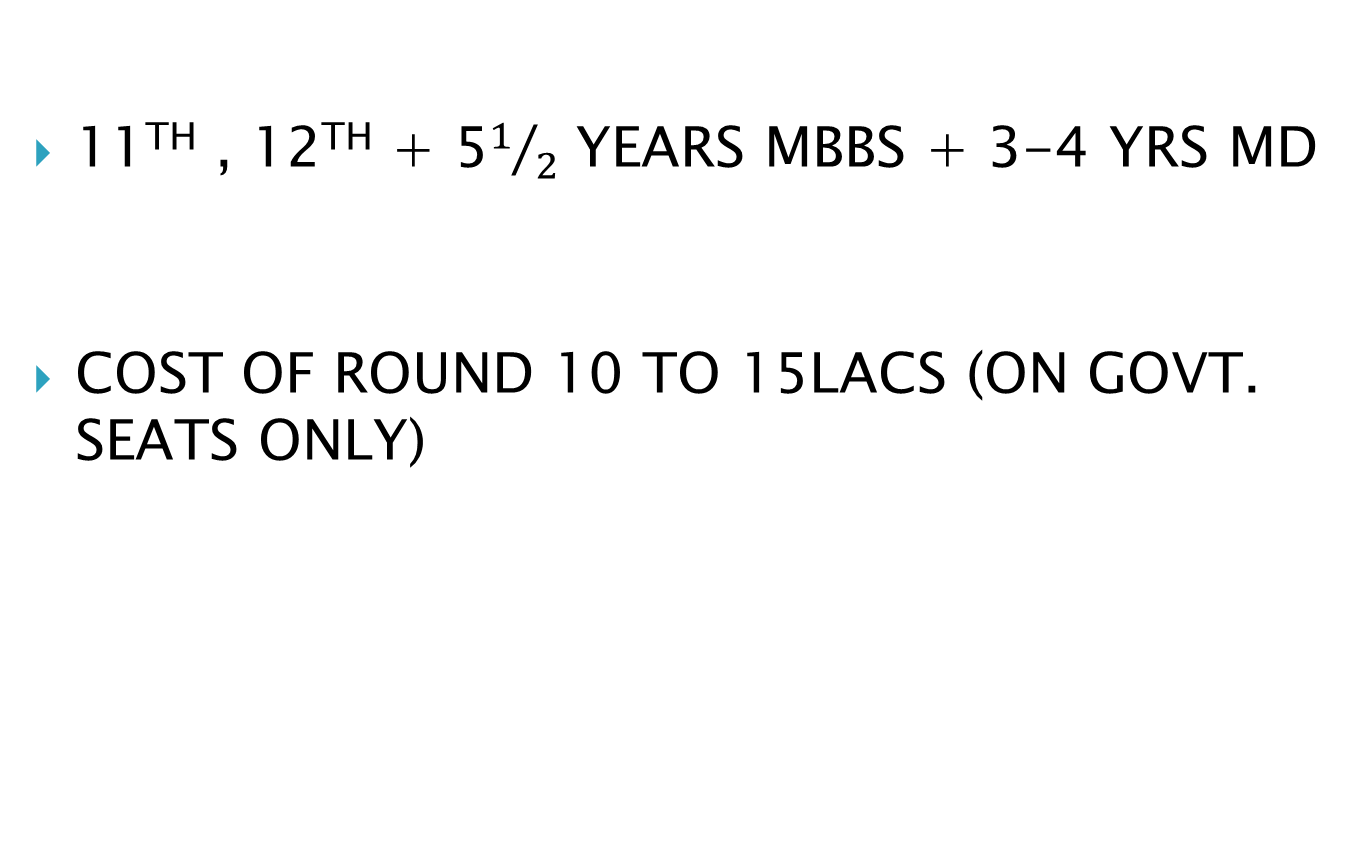 11TH , 12TH + 51/2 YEARS MBBS + 3-4 YRS MD
COST OF ROUND 10 TO 15LACS (ON GOVT.
SEATS ONLY)